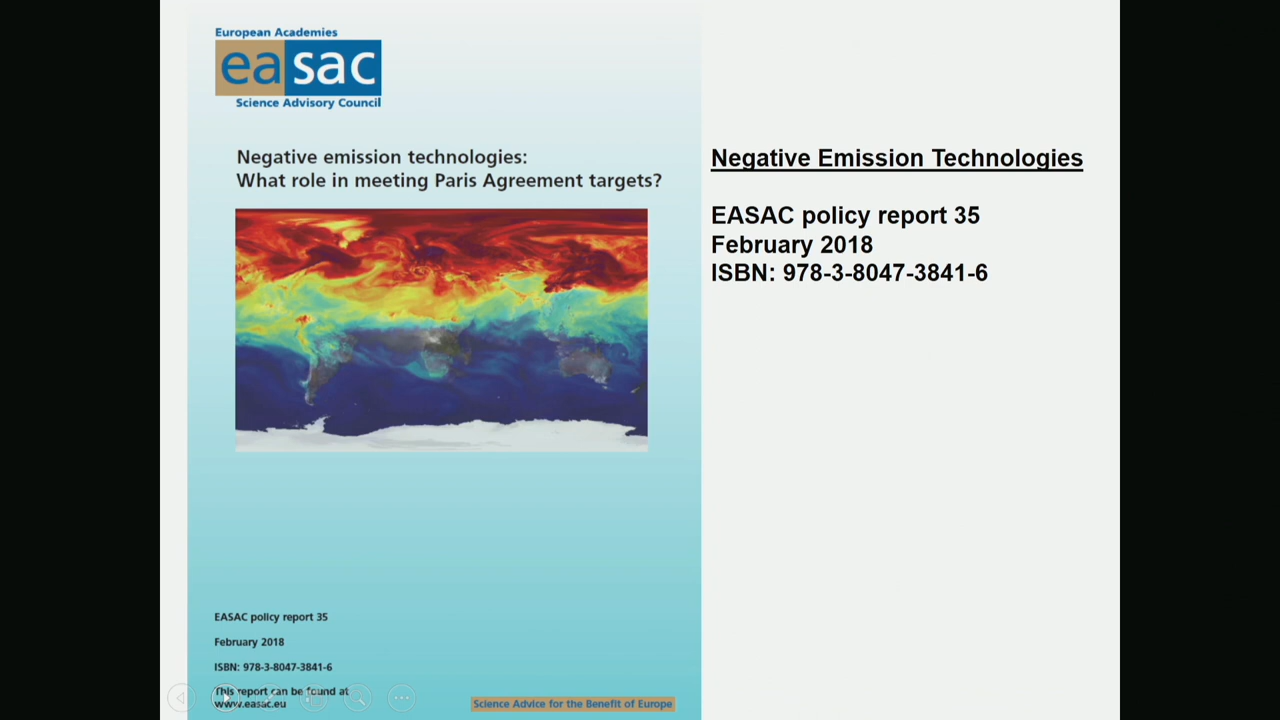 European Academies
easac
Science Advisory Council
Negative emission technologies:
What role in meeting Paris Agreement targets?
EASAC policy report 35
February 2018
ISBN: 978-3-8047-3841-6
This report can be found at
www.easac.eu
Science Advice for the Benefit of Europe
Negative Emission Technologies
EASAC policy report 35
February 2018
ISBN: 978-3-8047-3841-6